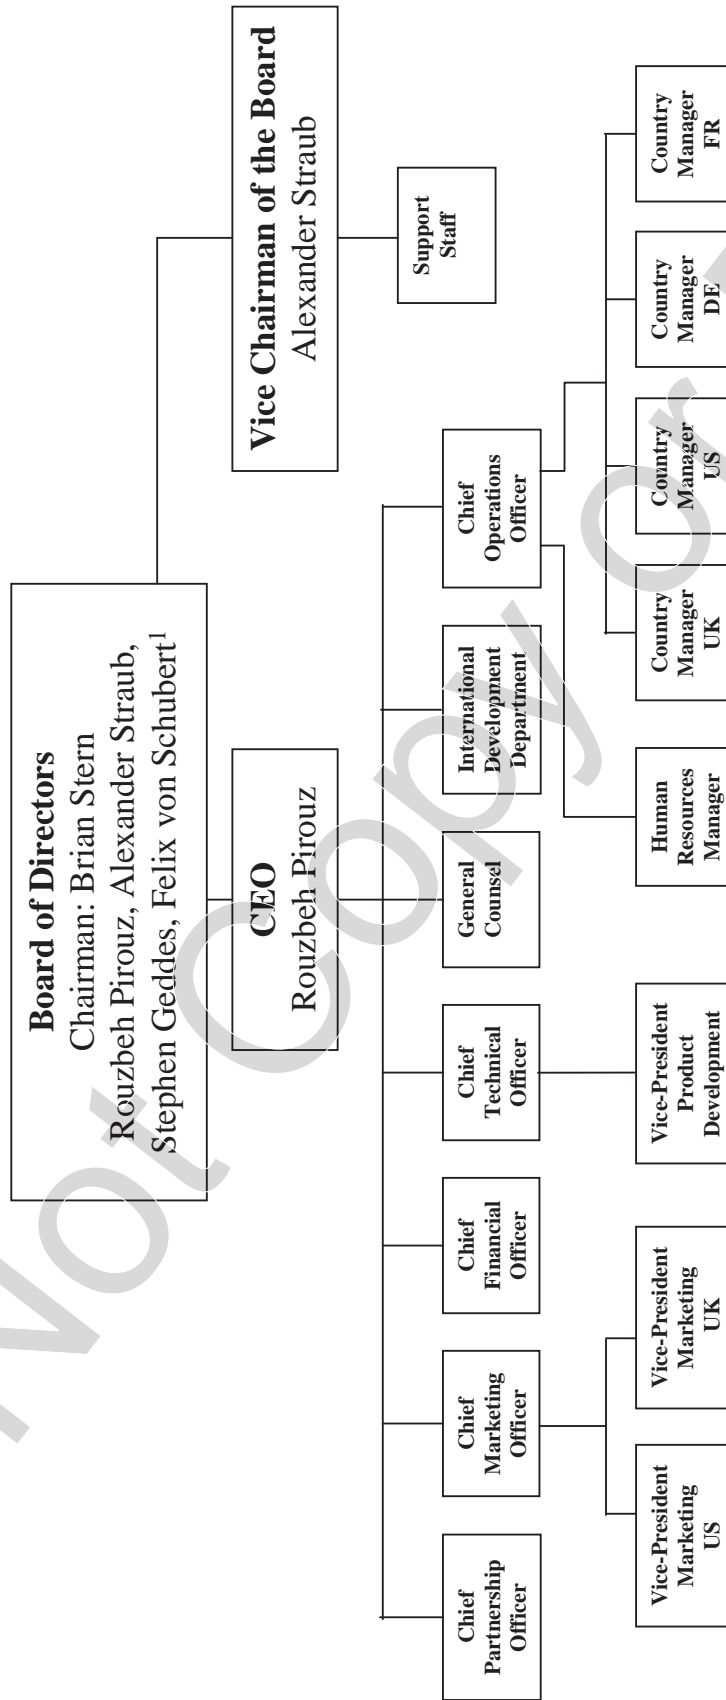 Board of Directors
Chairman: Brian Stern
Rouzbeh Pirouz, Alexander Straub,
Stephen Geddes, Felix von Schubert1
CEO
Rouzbeh Pirouz
Vice Chairman of the Board
Alexander Straub
Support
Staff
Chief
Partnership
Officer
Chief
Marketing
Officer
Chief
Financial
Officer
Chief
Technical
Officer
General
Counsel
International
Development
Department
Chief
Operations
Officer
Vice-President
Marketing
US
Vice-President
Marketing
UK
Vice-President
Product
Development
Human
Resources
Manager
Country
Manager
UK
Country
Manager
US
Country
Manager
DE
Country
Manager
FR
Not Copy or